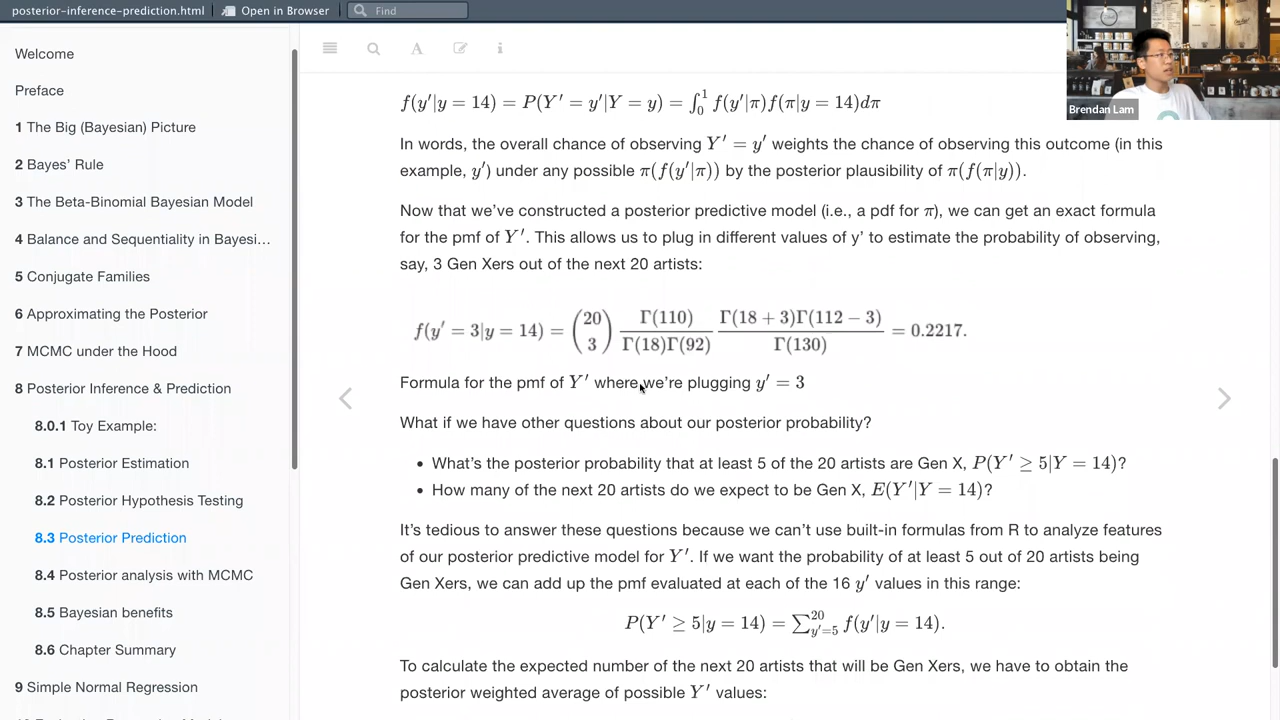 posterior-inference-prediction.html
Open in Browser
Find
Welcome
Preface
1 The Big (Bayesian) Picture
2 Bayes' Rule
3 The Beta-Binomial Bayesian Model
4 Balance and Sequentiality in Bayesi...
5 Conjugate Families
6 Approximating the Posterior
7 MCMC under the Hood
8 Posterior Inference & Prediction
8.0.1 Toy Example:
8.1 Posterior Estimation
8.2 Posterior Hypothesis Testing
8.3 Posterior Prediction
8.4 Posterior analysis with MCMC
8.5 Bayesian benefits
8.6 Chapter Summary
9 Simple Normal Regression
A
i
Brendan Lam
f(y′|y = 14) = P(Y′ = y′|Y = y) = ∫₀¹ f(y′|π)f(π|y = 14)dπ
In words, the overall chance of observing Y′ = y′ weights the chance of observing this outcome (in this
example, y′) under any possible π(f(y′|π)) by the posterior plausibility of π(f(π|y)).
Now that we've constructed a posterior predictive model (i.e., a pdf for π), we can get an exact formula
for the pmf of Y′. This allows us to plug in different values of y' to estimate the probability of observing,
say, 3 Gen Xers out of the next 20 artists:
f(y′ = 3|y = 14) = (20 3) Γ(110)/Γ(18)Γ(92) Γ(18 + 3)Γ(112 − 3)/Γ(130) = 0.2217.
Formula for the pmf of Y′ where we're plugging y′ = 3
What if we have other questions about our posterior probability?
• What's the posterior probability that at least 5 of the 20 artists are Gen X, P(Y′ ≥ 5|Y = 14)?
• How many of the next 20 artists do we expect to be Gen X, E(Y′|Y = 14)?
It's tedious to answer these questions because we can't use built-in formulas from R to analyze features
of our posterior predictive model for Y′. If we want the probability of at least 5 out of 20 artists being
Gen Xers, we can add up the pmf evaluated at each of the 16 y′ values in this range:
P(Y′ ≥ 5|y = 14) = ∑²⁰y′=5 f(y′|y = 14).
To calculate the expected number of the next 20 artists that will be Gen Xers, we have to obtain the
posterior weighted average of possible Y′ values: